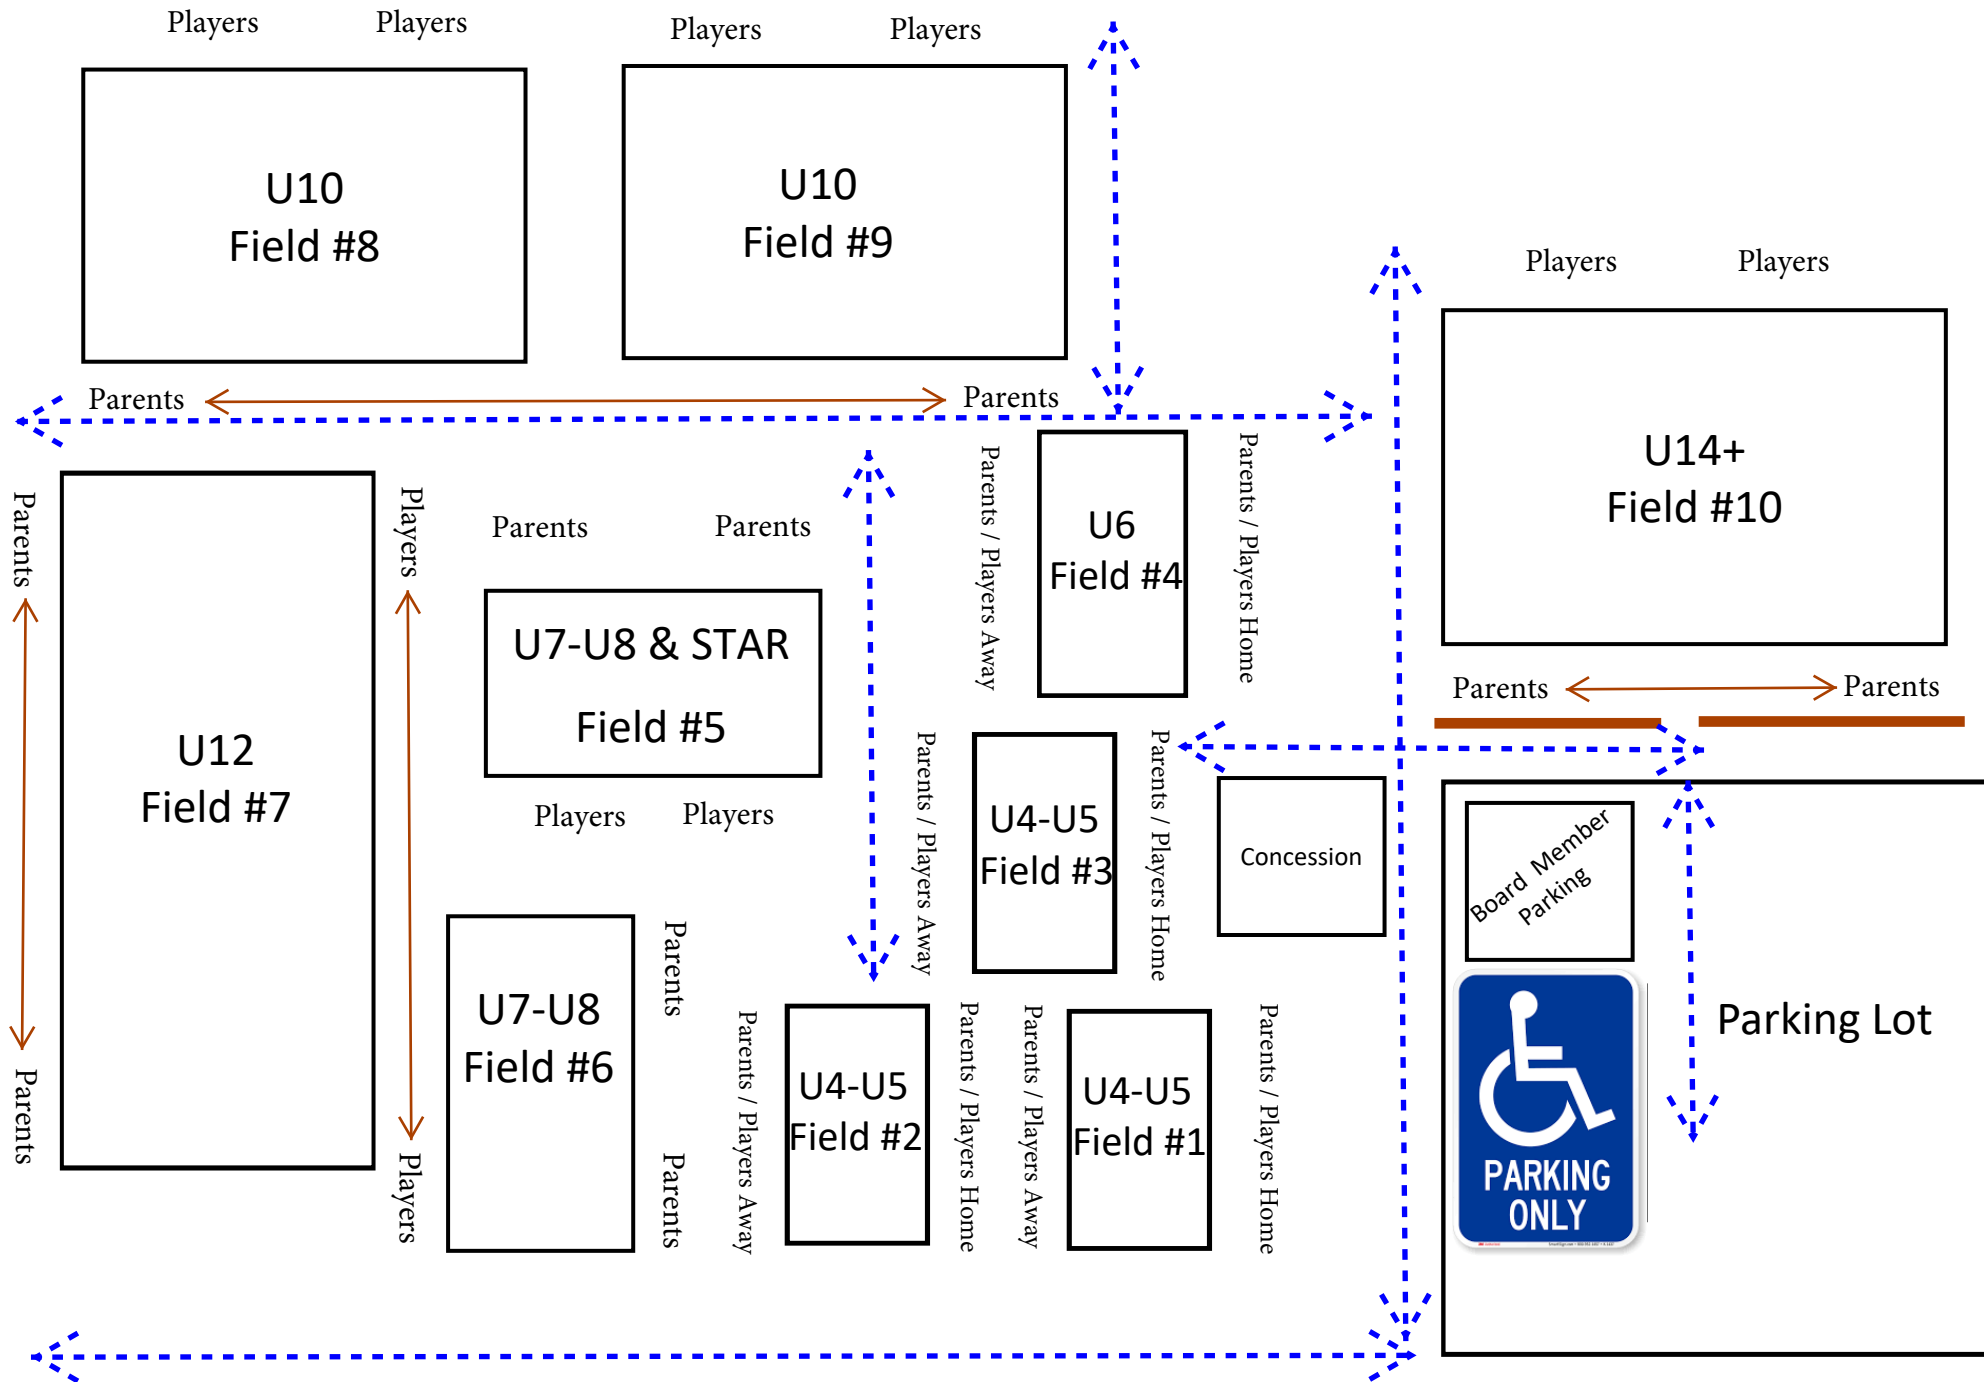 Players
Players
Players
Players
U10
Field #8
U10
Field #9
Players
Players
Parents
Parents
U14+
Field #10
Parents
Parents
Parents
Parents
U12
Field #7
Players
Players
Parents
Parents
U7-U8 & STAR
Field #5
Players
Players
Parents / Players Away
U6
Field #4
Parents / Players Home
Parents / Players Away
U4-U5
Field #3
Parents / Players Home
Concession
Board Member
Parking
Parking Lot
PARKING
ONLY
U7-U8
Field #6
Parents
Parents
Parents / Players Away
U4-U5
Field #2
Parents / Players Home
Parents / Players Away
U4-U5
Field #1
Parents / Players Home